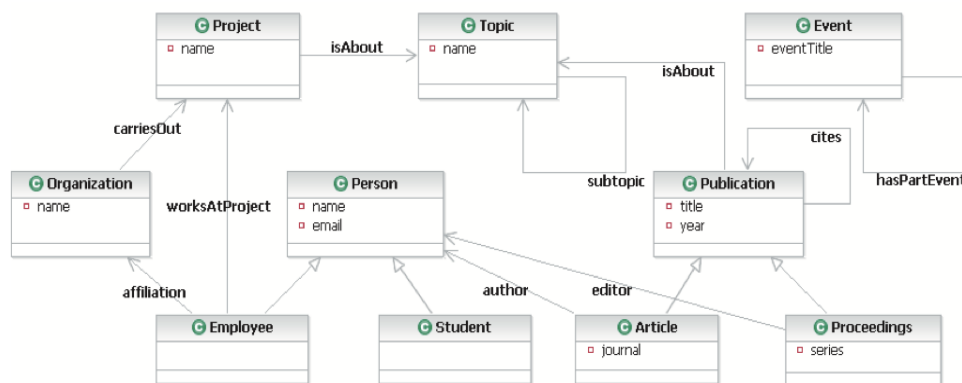 Project
name
Topic
name
Event
eventTitle
isAbout
isAbout
carriesOut
cites
subtopic
hasPartEvent
Organization
name
worksAtProject
Person
name
email
Publication
title
year
affiliation
author
editor
Employee
Student
Article
journal
Proceedings
series